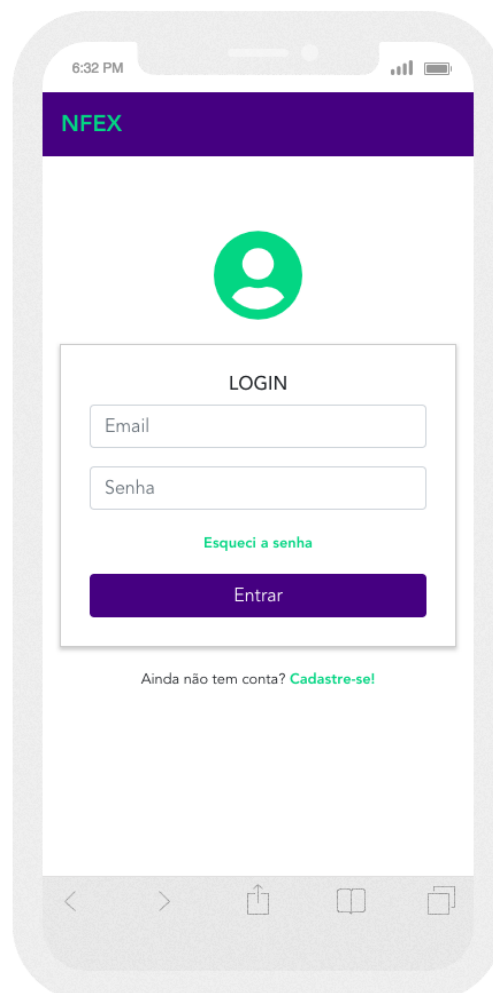 6:32 PM
NFEX
LOGIN
Email
Senha
Esqueci a senha
Entrar
Ainda não tem conta? Cadastre-se!